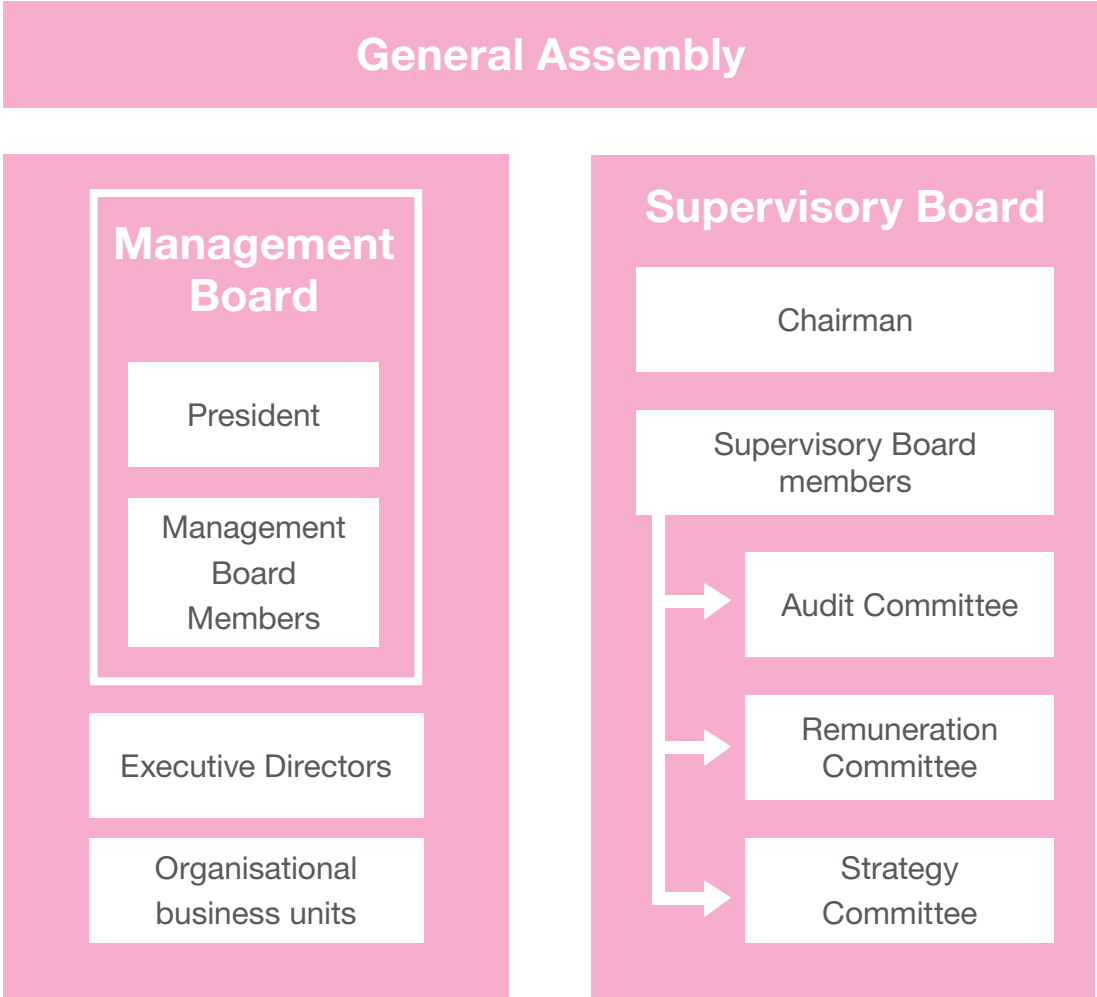 General Assembly
Management
Board
President
Management
Board
Members
Executive Directors
Organisational
business units
Supervisory Board
Chairman
Supervisory Board
members
Audit Committee
Remuneration
Committee
Strategy
Committee